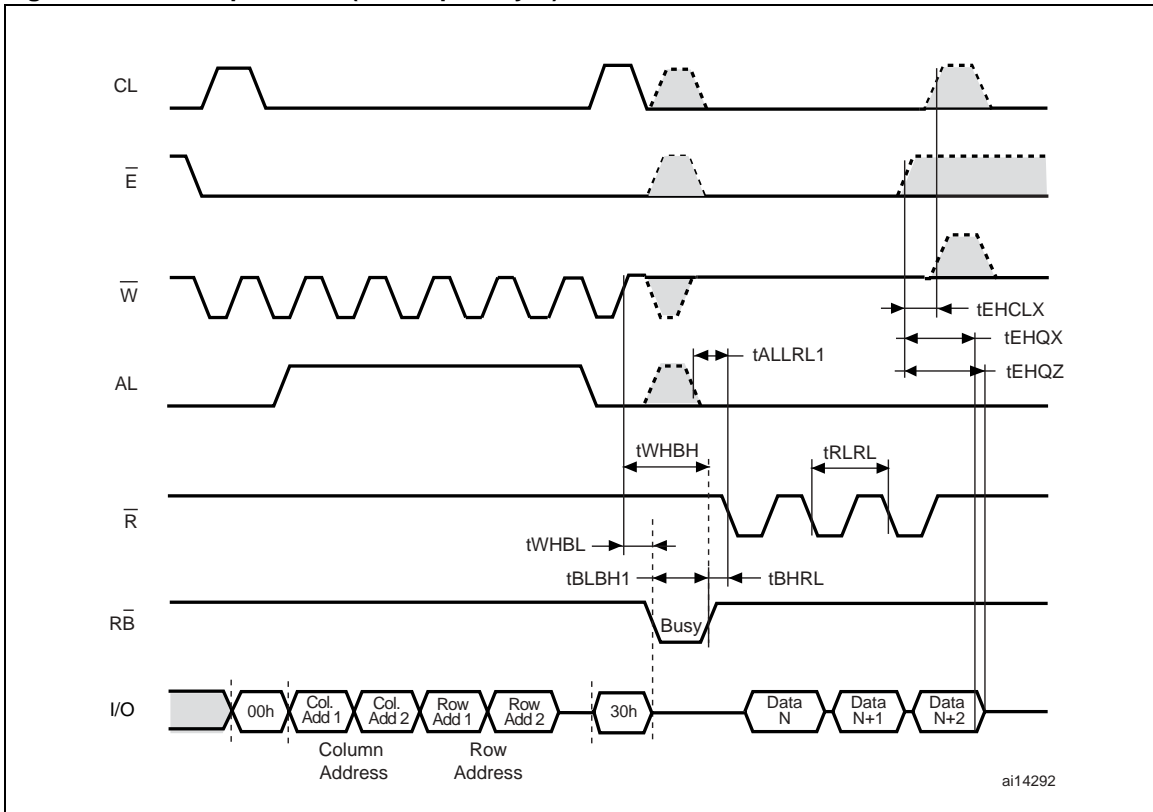 CL
E
W
tEHCLX
tEHQX
tALLRL1
tEHQZ
AL
tWHBH
tRLRL
R
tWHBL
tBLBH1
tBHRL
RB
Busy
I/O
00h
Col.
Add 1
Col.
Add 2
Row
Add 1
Row
Add 2
30h
Data
N
Data
N+1
Data
N+2
Column
Address
Row
Address
ai14292